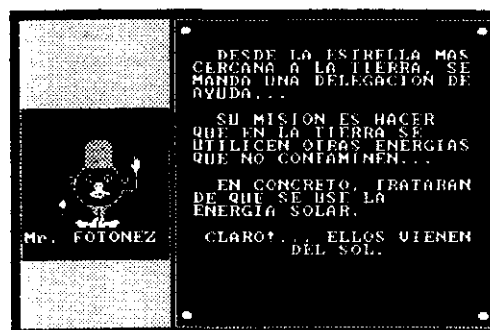 DESDE LA ESTRELLA MAS
CERCANA A LA TIERRA, SE
MANDA UNA DELEGACION DE
AYUDA...
SU MISION ES HACER
QUE EN LA TIERRA SE
UTILICEN OTRAS ENERGIAS
QUE NO CONTAMINEN...
EN CONCRETO, TRATARAN
DE QUE SE USE LA
ENERGIA SOLAR.
CLARO!... ELLOS VIENEN
DEL SOL.
Mr. FOTONEZ